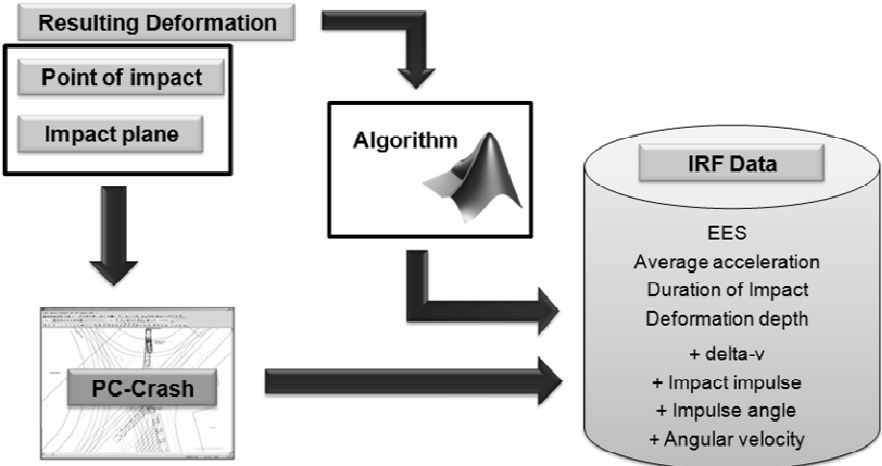 Resulting Deformation
Point of impact
Impact plane
Algorithm
PC-Crash
IRF Data
EES
Average acceleration
Duration of Impact
Deformation depth
+ delta-v
+ Impact impulse
+ Impulse angle
+ Angular velocity